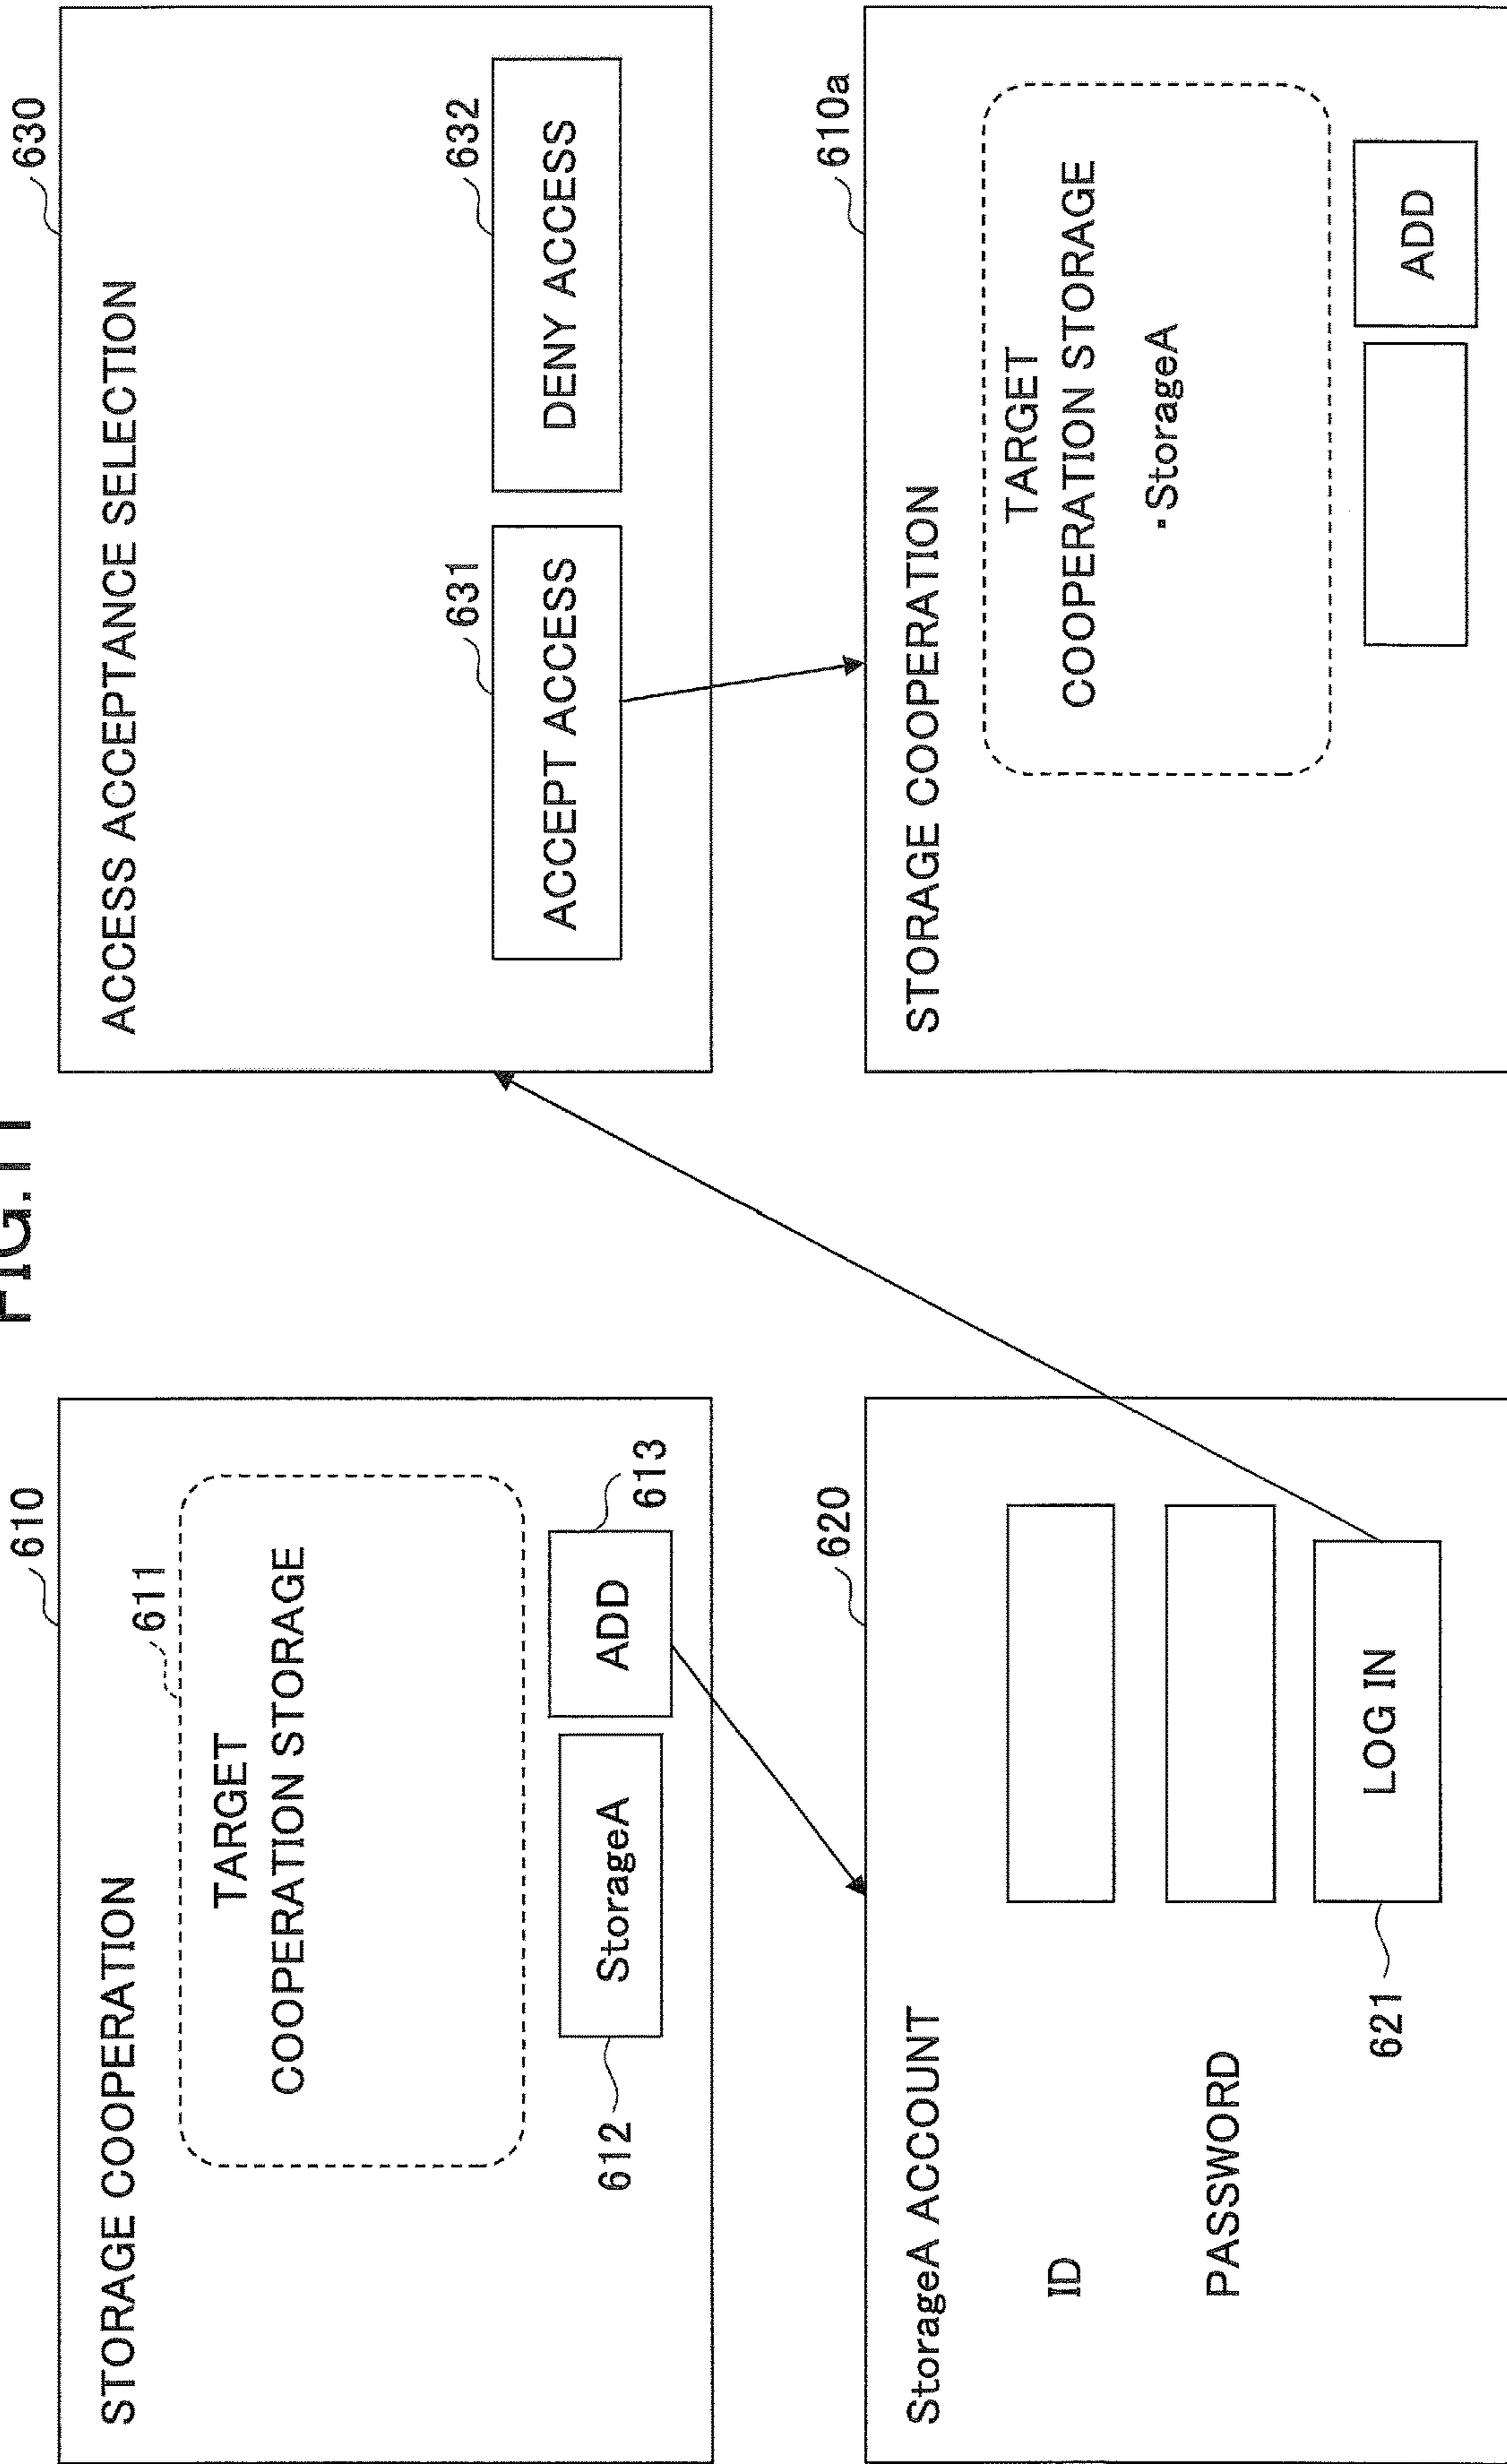 FIG.11
610
STORAGE COOPERATION
611
TARGET
COOPERATION STORAGE
612
StorageA
ADD
613
620
StorageA ACCOUNT
ID
PASSWORD
621
LOG IN
630
ACCESS ACCEPTANCE SELECTION
631
632
ACCEPT ACCESS
DENY ACCESS
610a
STORAGE COOPERATION
TARGET
COOPERATION STORAGE
·StorageA
ADD